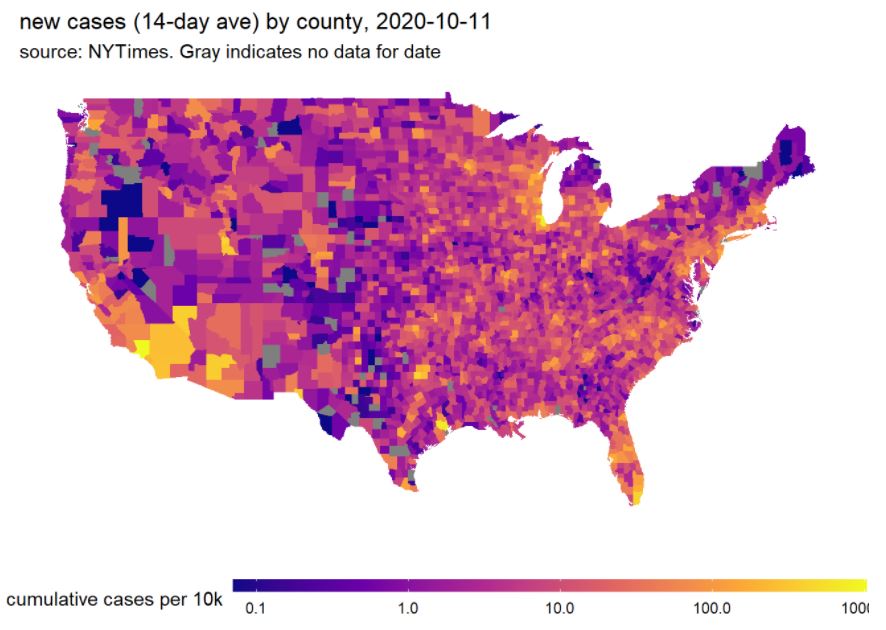 new cases (14-day ave) by county, 2020-10-11
source: NYTimes. Gray indicates no data for date
cumulative cases per 10k
0.1 1.0 10.0 100.0 1000